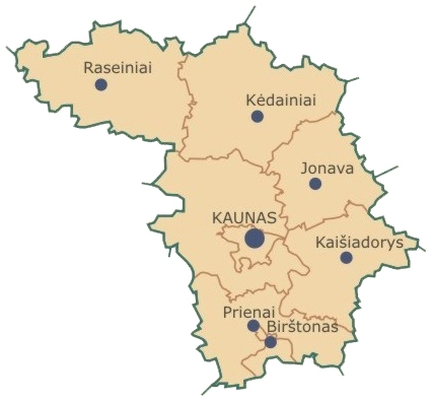 Raseiniai
Kėdainiai
Jonava
KAUNAS
Kaišiadorys
Prienai
Birštonas